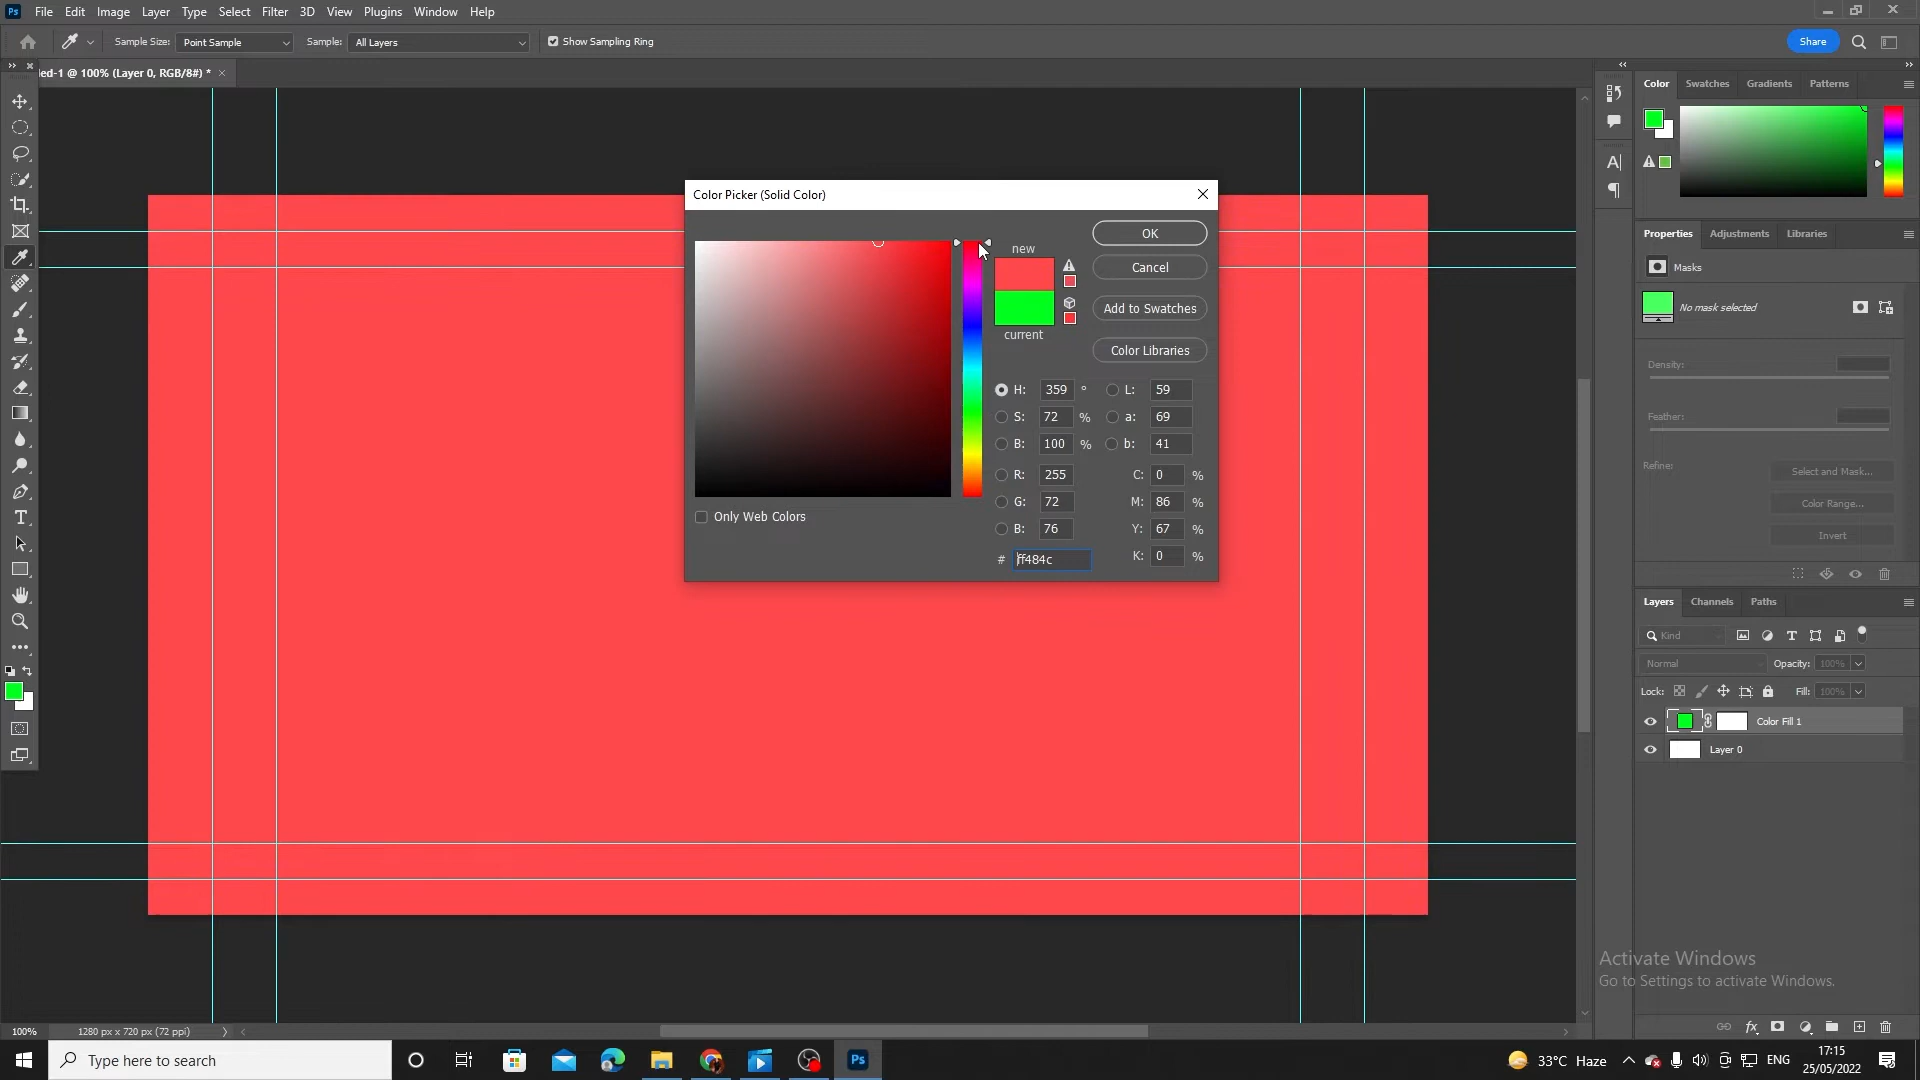 Ps File Edit Image Layer Type Select Filter 3D View Plugins Window Help
Sample Size: Point Sample Sample: All Layers Show Sampling Ring Share
led-1 @ 100% (Layer 0, RGB/8#) *
Color Swatches Gradients Patterns
Color Picker (Solid Color)
new
current
OK
Cancel
Add to Swatches
Color Libraries
H: 359 ° L: 59
S: 72 % a: 69
B: 100 % b: 41
R: 255 C: 0 %
G: 72 M: 86 %
B: 76 Y: 67 %
# ff484c K: 0 %
Only Web Colors
Properties Adjustments Libraries
Masks
No mask selected
Density:
Feather:
Refine: Select and Mask...
Color Range...
Invert
Layers Channels Paths
Kind
Normal Opacity: 100%
Lock: Fill: 100%
Color Fill 1
Layer 0
Activate Windows
Go to Settings to activate Windows.
100% 1280 px x 720 px (72 ppi)
Type here to search
Ps
33°C Haze
ENG
17:15
25/05/2022